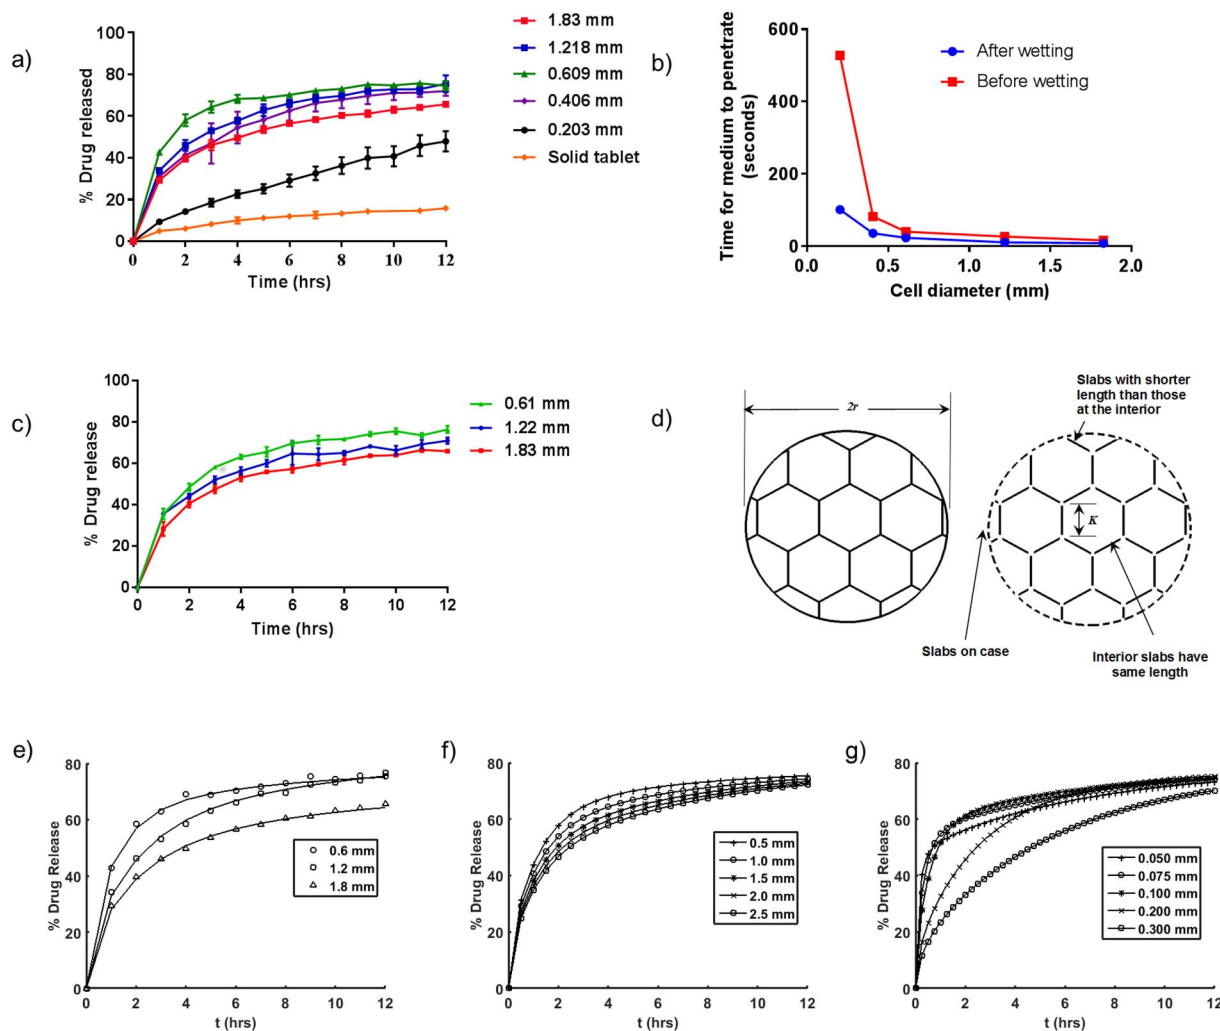 a)
% Drug released
100
80
60
40
20
0
0 2 4 6 8 10 12
Time (hrs)
1.83 mm
1.218 mm
0.609 mm
0.406 mm
0.203 mm
Solid tablet
b)
Time for medium to penetrate
(seconds)
600
400
200
0
0.0 0.5 1.0 1.5 2.0
Cell diameter (mm)
After wetting
Before wetting
c)
% Drug release
100
80
60
40
20
0
0 2 4 6 8 10 12
Time (hrs)
0.61 mm
1.22 mm
1.83 mm
d)
2r
Slabs with shorter
length than those
at the interior
K
Slabs on case
Interior slabs have
same length
e)
% Drug Release
80
60
40
20
0
0 2 4 6 8 10 12
t (hrs)
0.6 mm
1.2 mm
1.8 mm
f)
% Drug Release
80
60
40
20
0
0 2 4 6 8 10 12
t (hrs)
0.5 mm
1.0 mm
1.5 mm
2.0 mm
2.5 mm
g)
% Drug Release
80
60
40
20
0
0 2 4 6 8 10 12
t (hrs)
0.050 mm
0.075 mm
0.100 mm
0.200 mm
0.300 mm